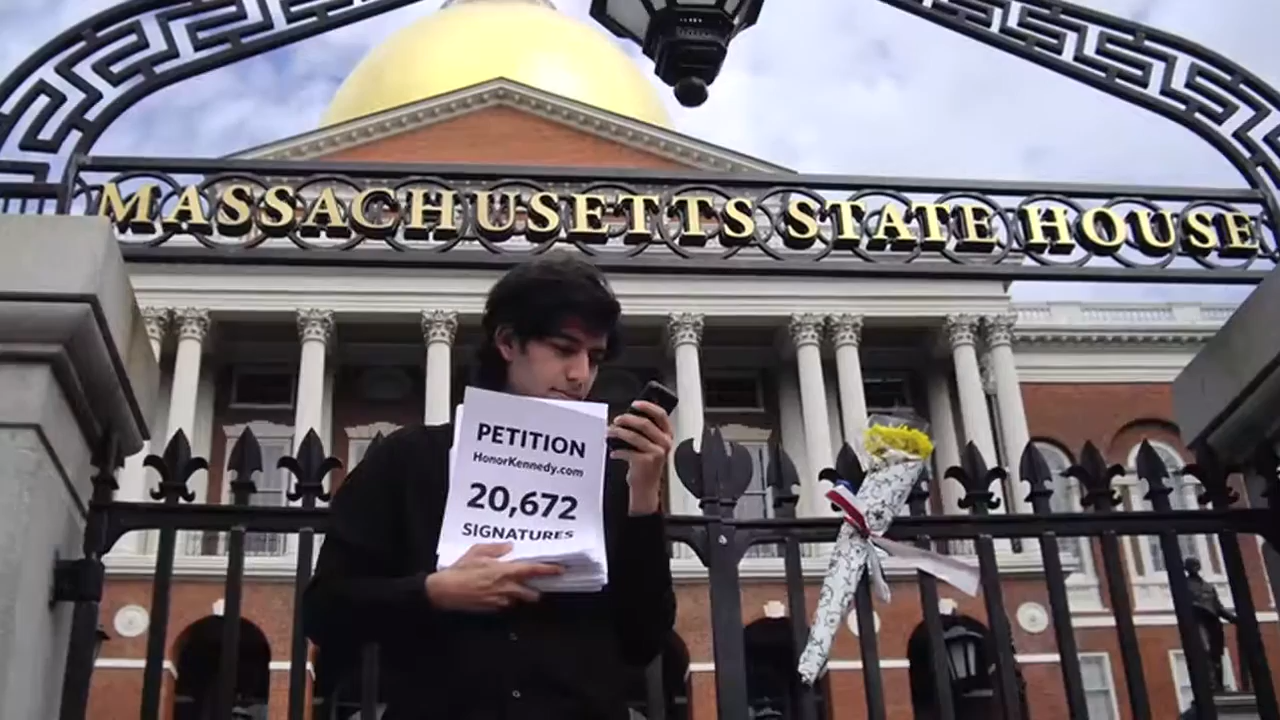 MASSACHUSETTS STATE HOUSE
PETITION
HonorKennedy.com
20,672
SIGNATURES